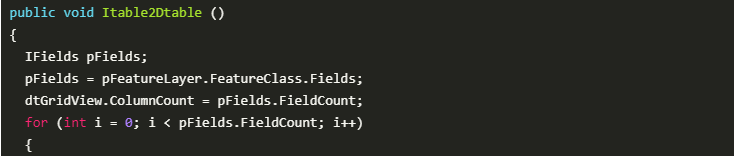 public void Itable2Dtable ()
{
IFields pFields;
pFields = pFeatureLayer.FeatureClass.Fields;
dtGridView.ColumnCount = pFields.FieldCount;
for (int i = 0; i < pFields.FieldCount; i++)
{